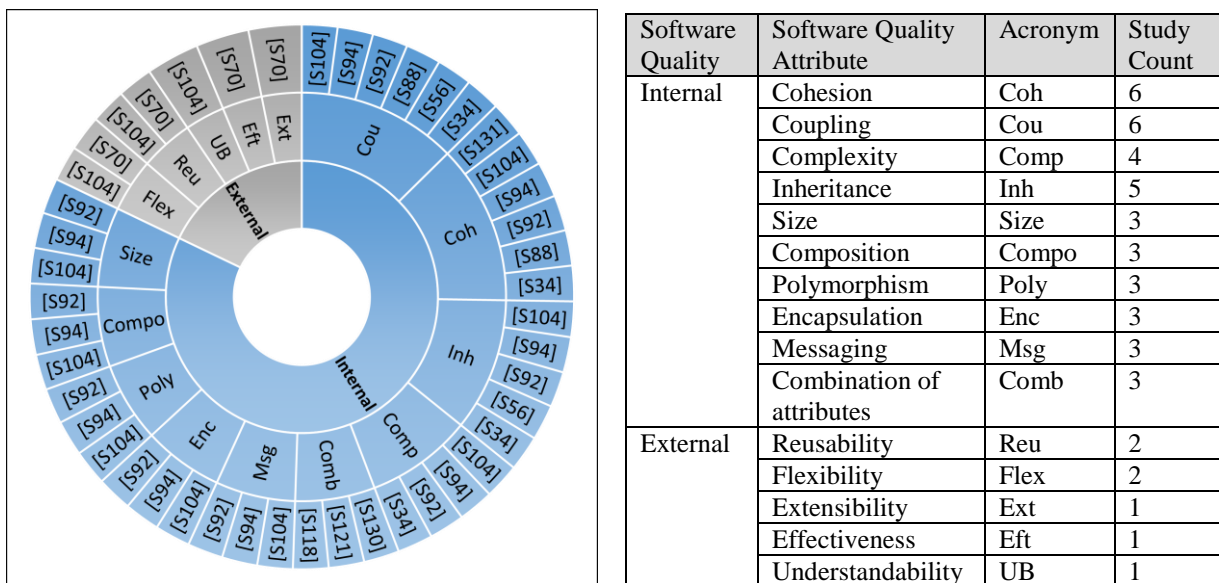 [S104]
[S94]
[S92]
[S88]
[S56]
[S34]
[S131]
[S104]
[S94]
[S92]
[S88]
[S34]
[S104]
[S94]
[S92]
[S56]
[S34]
[S104]
[S94]
[S92]
[S34]
[S130]
[S121]
[S118]
[S104]
[S94]
[S92]
[S104]
[S94]
[S92]
[S104]
[S94]
[S92]
[S104]
[S94]
[S92]
[S104]
[S94]
[S92]
[S104]
[S70]
[S104]
[S70]
[S104]
[S70]
[S70]
Cou
Coh
Inh
Comp
Comb
Msg
Enc
Poly
Compo
Size
Flex
Reu
UB
Eft
Ext
Internal
External
Software Quality Software Quality Attribute Acronym Study Count
Internal Cohesion Coh 6
Coupling Cou 6
Complexity Comp 4
Inheritance Inh 5
Size Size 3
Composition Compo 3
Polymorphism Poly 3
Encapsulation Enc 3
Messaging Msg 3
Combination of attributes Comb 3
External Reusability Reu 2
Flexibility Flex 2
Extensibility Ext 1
Effectiveness Eft 1
Understandability UB 1